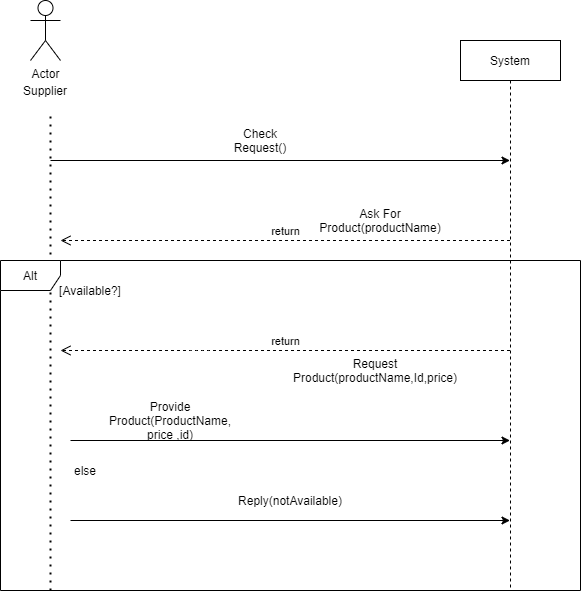 Actor
Supplier
System
Check
Request()
Ask For
Product(productName)
return
Alt
[Available?]
return
Request
Product(productName,Id,price)
Provide
Product(ProductName,
price ,id)
else
Reply(notAvailable)